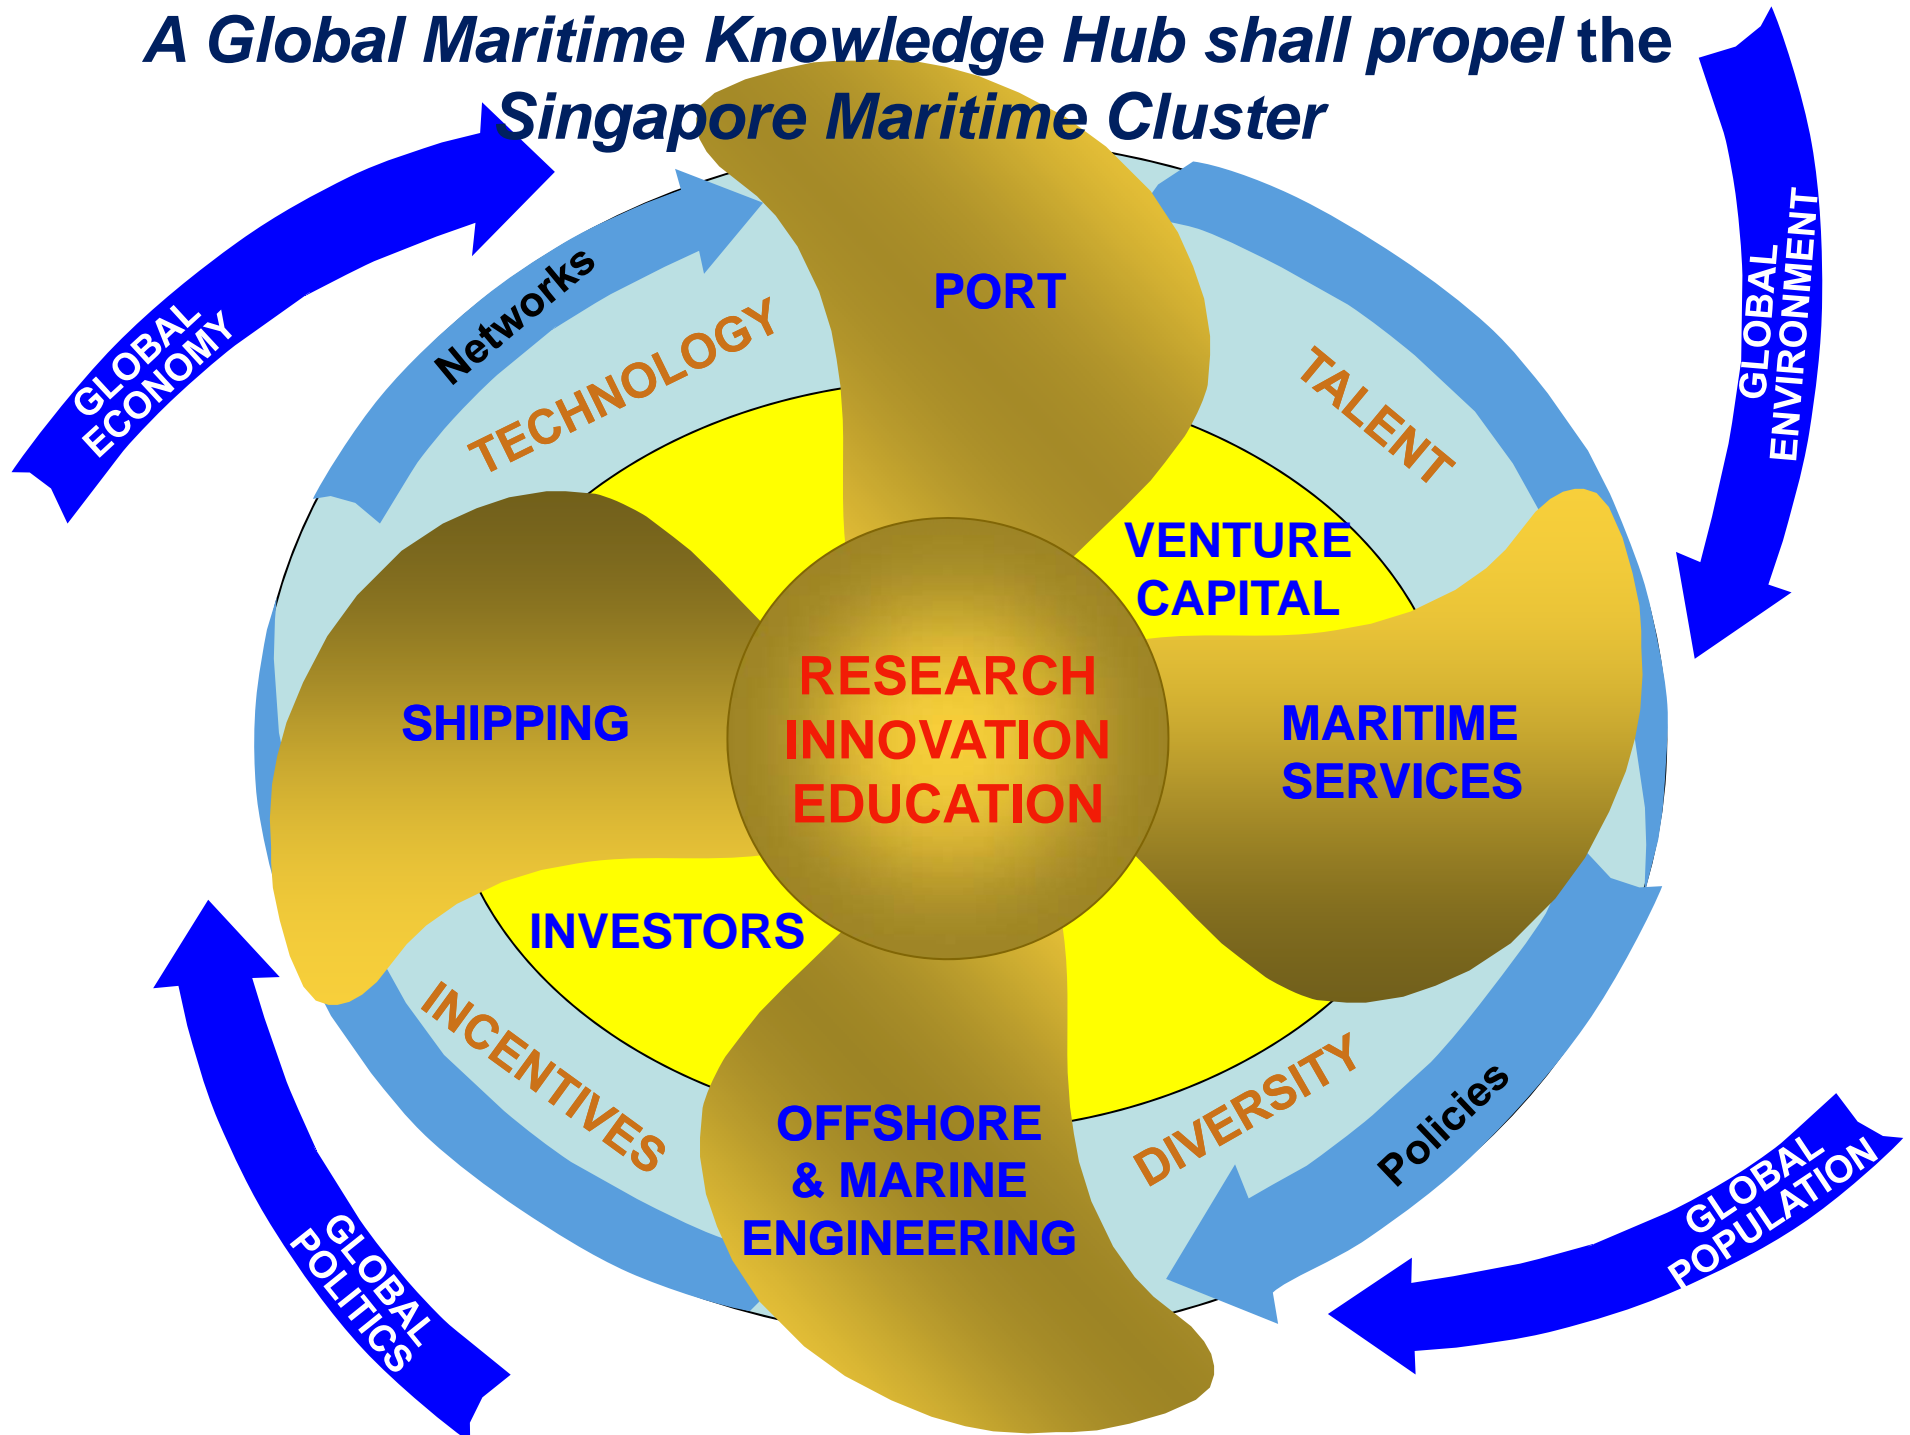 A Global Maritime Knowledge Hub shall propel the
Singapore Maritime Cluster
GLOBAL
ECONOMY
Networks
TECHNOLOGY
PORT
TALENT
GLOBAL
ENVIRONMENT
VENTURE
CAPITAL
SHIPPING
RESEARCH
INNOVATION
EDUCATION
MARITIME
SERVICES
INVESTORS
INCENTIVES
OFFSHORE
& MARINE
ENGINEERING
DIVERSITY
Policies
GLOBAL
POLITICS
GLOBAL
POPULATION